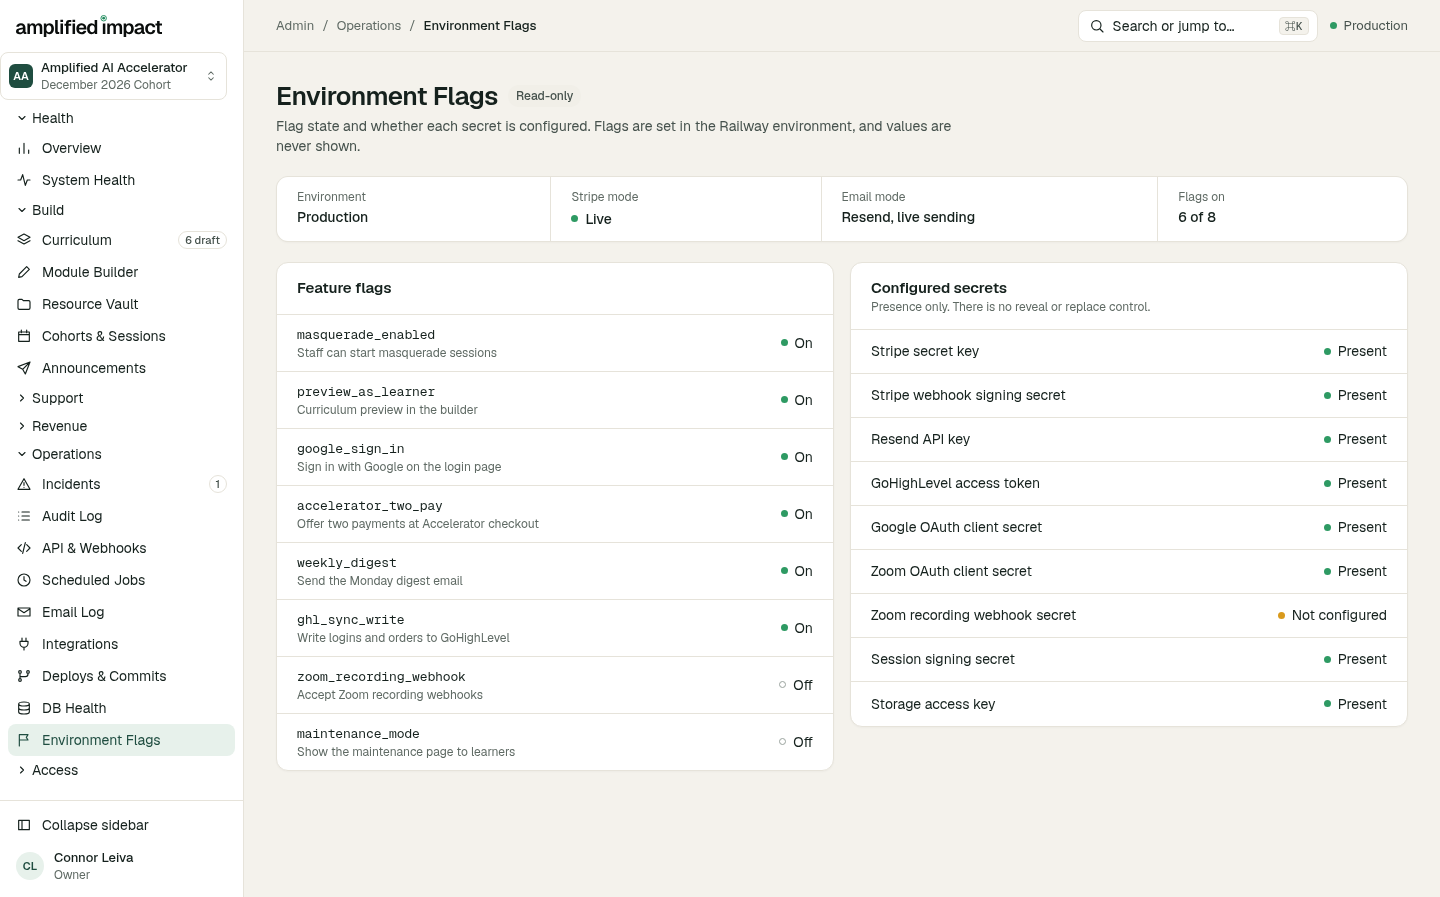 amplified impact
AA
Amplified AI Accelerator
December 2026 Cohort
Health
Overview
System Health
Build
Curriculum
6 draft
Module Builder
Resource Vault
Cohorts & Sessions
Announcements
Support
Revenue
Operations
Incidents
1
Audit Log
API & Webhooks
Scheduled Jobs
Email Log
Integrations
Deploys & Commits
DB Health
Environment Flags
Access
Collapse sidebar
CL
Connor Leiva
Owner
Admin / Operations / Environment Flags
Search or jump to...
⌘K
Production
Environment Flags
Read-only
Flag state and whether each secret is configured. Flags are set in the Railway environment, and values are
never shown.
Environment
Production
Stripe mode
Live
Email mode
Resend, live sending
Flags on
6 of 8
Feature flags
masquerade_enabled
Staff can start masquerade sessions
On
preview_as_learner
Curriculum preview in the builder
On
google_sign_in
Sign in with Google on the login page
On
accelerator_two_pay
Offer two payments at Accelerator checkout
On
weekly_digest
Send the Monday digest email
On
ghl_sync_write
Write logins and orders to GoHighLevel
On
zoom_recording_webhook
Accept Zoom recording webhooks
Off
maintenance_mode
Show the maintenance page to learners
Off
Configured secrets
Presence only. There is no reveal or replace control.
Stripe secret key
Present
Stripe webhook signing secret
Present
Resend API key
Present
GoHighLevel access token
Present
Google OAuth client secret
Present
Zoom OAuth client secret
Present
Zoom recording webhook secret
Not configured
Session signing secret
Present
Storage access key
Present